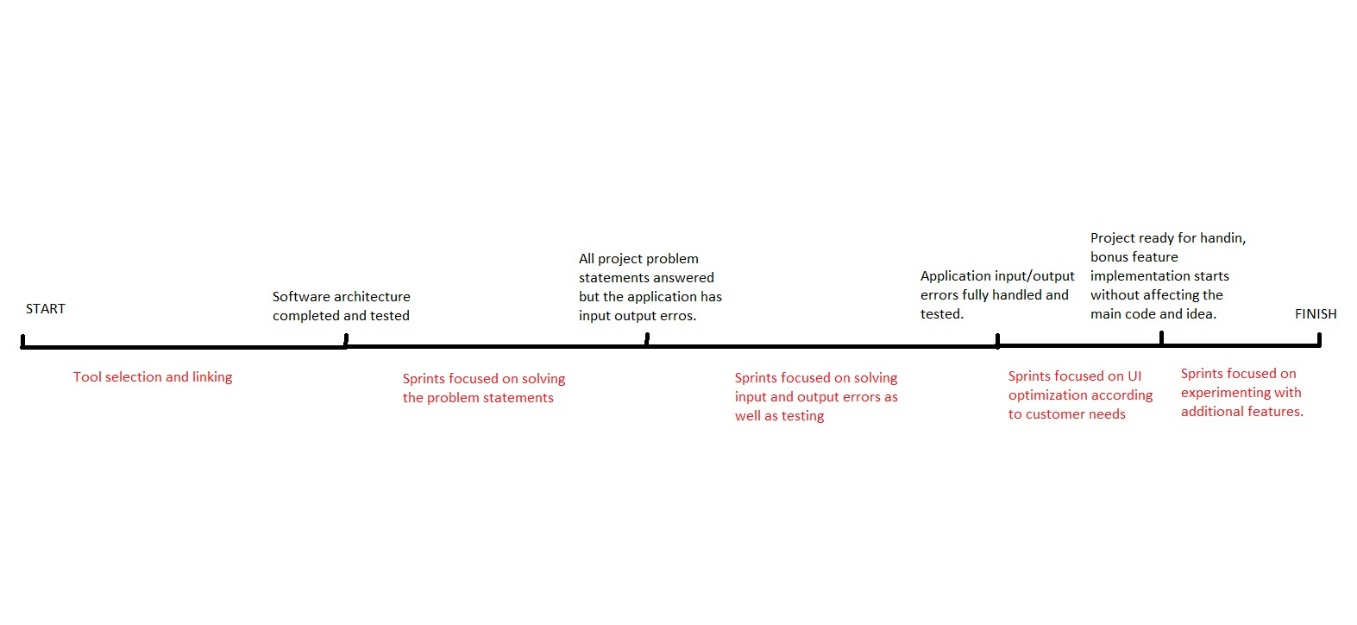 START
Software architecture
completed and tested
All project problem
statements answered
but the application has
input output erros.
Application input/output
errors fully handled and
tested.
Project ready for handin,
bonus feature
implementation starts
without affecting the
main code and idea.
FINISH
Tool selection and linking
Sprints focused on solving
the problem statements
Sprints focused on solving
input and output errors as
well as testing
Sprints focused on UI
optimization according
to customer needs
Sprints focused on
experimenting with
additional features.